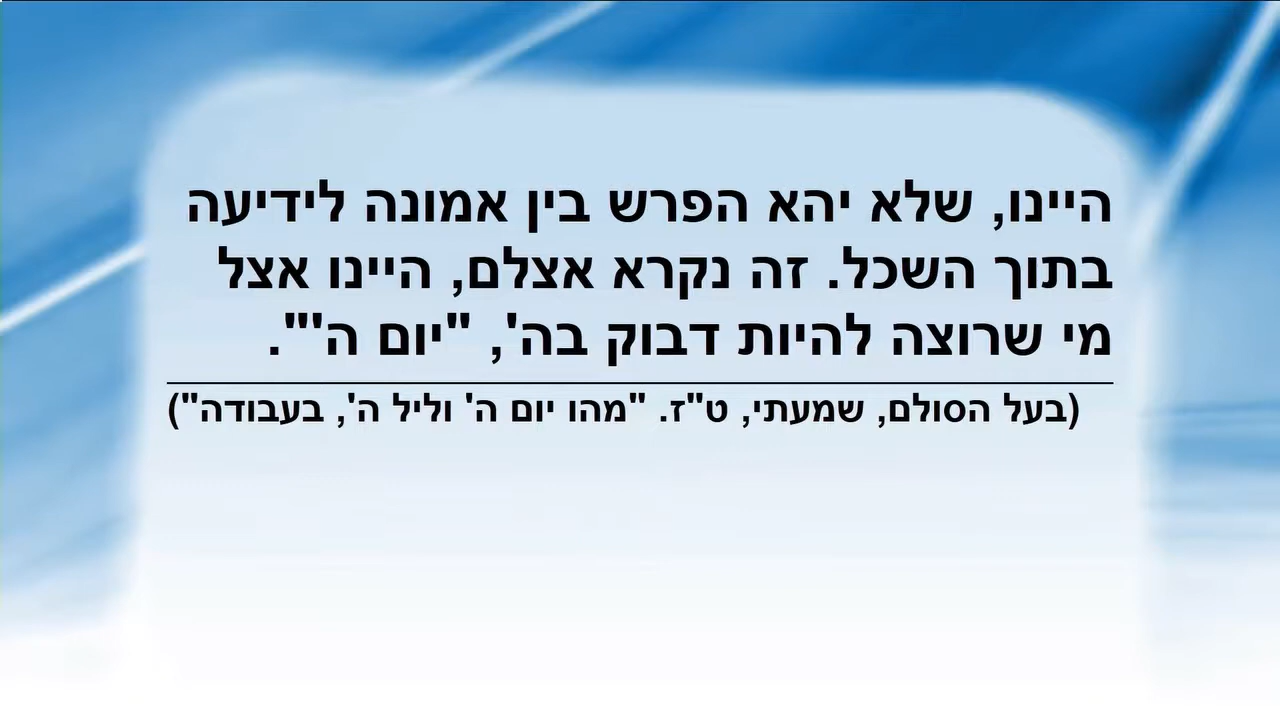 היינו, שלא יהא הפרש בין אמונה לידיעה
בתוך השכל. זה נקרא אצלם, היינו אצל
מי שרוצה להיות דבוק בה', "יום ה'".
(בעל הסולם, שמעתי, ט"ז. "מהו יום ה' וליל ה', בעבודה")